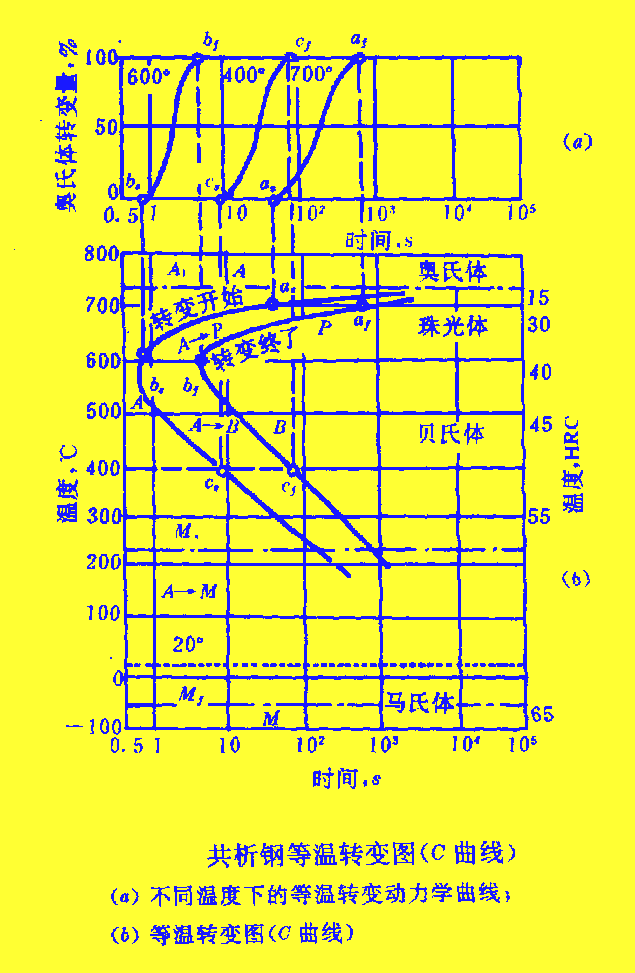 b_f c_f a_f
奥氏体转变量,%
100
600° 400° 700°
50
(a)
0
b_s c_s a_s
0.5 1 10 10² 10³ 10⁴ 10⁵
时间,s
800
A₁ A 奥氏体
a_s 15
700
转变开始 a_f
P 珠光体 30
A→P
转变终了
600
40
b_s b_f
A
500
A→B B 贝氏体 45
温度,℃
温度,HRC
400
c_s c_f
300
55
M_s
200
A→M (b)
100
20°
0
M_f 马氏体
M 65
-100
0.5 1 10 10² 10³ 10⁴ 10⁵
时间,s
共析钢等温转变图(C 曲线)
(a) 不同温度下的等温转变动力学曲线;
(b) 等温转变图(C 曲线)